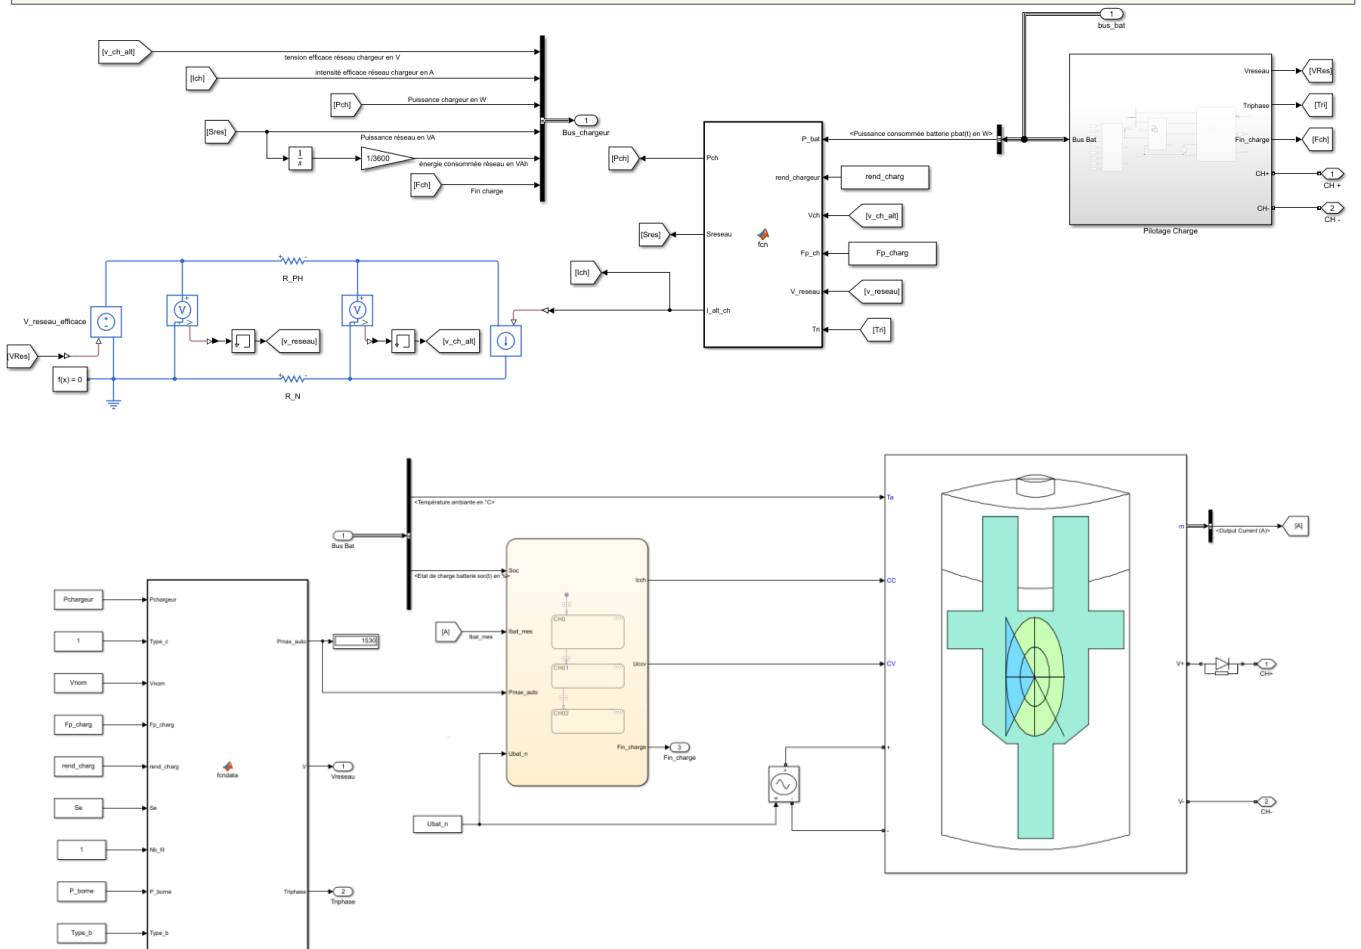 [v_ch_alt]
tension efficace réseau chargeur en V
[Ich]
intensité efficace réseau chargeur en A
[Pch]
Puissance chargeur en W
[Sres]
Puissance réseau en VA
1
s
1/3600
énergie consommée réseau en VAh
[Fch]
Fin charge
1
Bus_chargeur
1
bus_bat
Vreseau
[VRes]
Triphase
[Tri]
Bus Bat
Fin_charge
[Fch]
CH+
1
CH +
CH-
2
CH -
Pilotage Charge
<Puissance consommée batterie pbat(t) en W>
P_bat
[Pch]
Pch
rend_chargeur
rend_charg
Vch
[v_ch_alt]
[Sres]
Sreseau
fcn
Fp_ch
Fp_charg
[Ich]
V_reseau
[v_reseau]
I_alt_ch
Tri
[Tri]
R_PH
V_reseau_efficace
V
V
[VRes]
[v_reseau]
[v_ch_alt]
f(x) = 0
R_N
<Température ambiante en °C>
1
Bus Bat
<Etat de charge batterie soc(t) en %>
Ta
m
<Output Current (A)>
[A]
Soc
Icch
CC
CH0
[A]
Ibat_mes
Ibat_mes
CH01
Uccv
CV
Pmax_auto
CH02
Ubat_n
Fin_charge
3
Fin_charge
V+
1
CH+
+
-
V-
2
CH-
Ubat_n
Pchargeur
Pchargeur
1
Type_c
Pmax_auto
1530
Vnom
Vnom
Fp_charg
Fp_charg
rend_charg
rend_charg
fcndata
V
1
Vreseau
Se
Se
1
Nb_fil
P_borne
P_borne
Triphase
2
Triphase
Type_b
Type_b